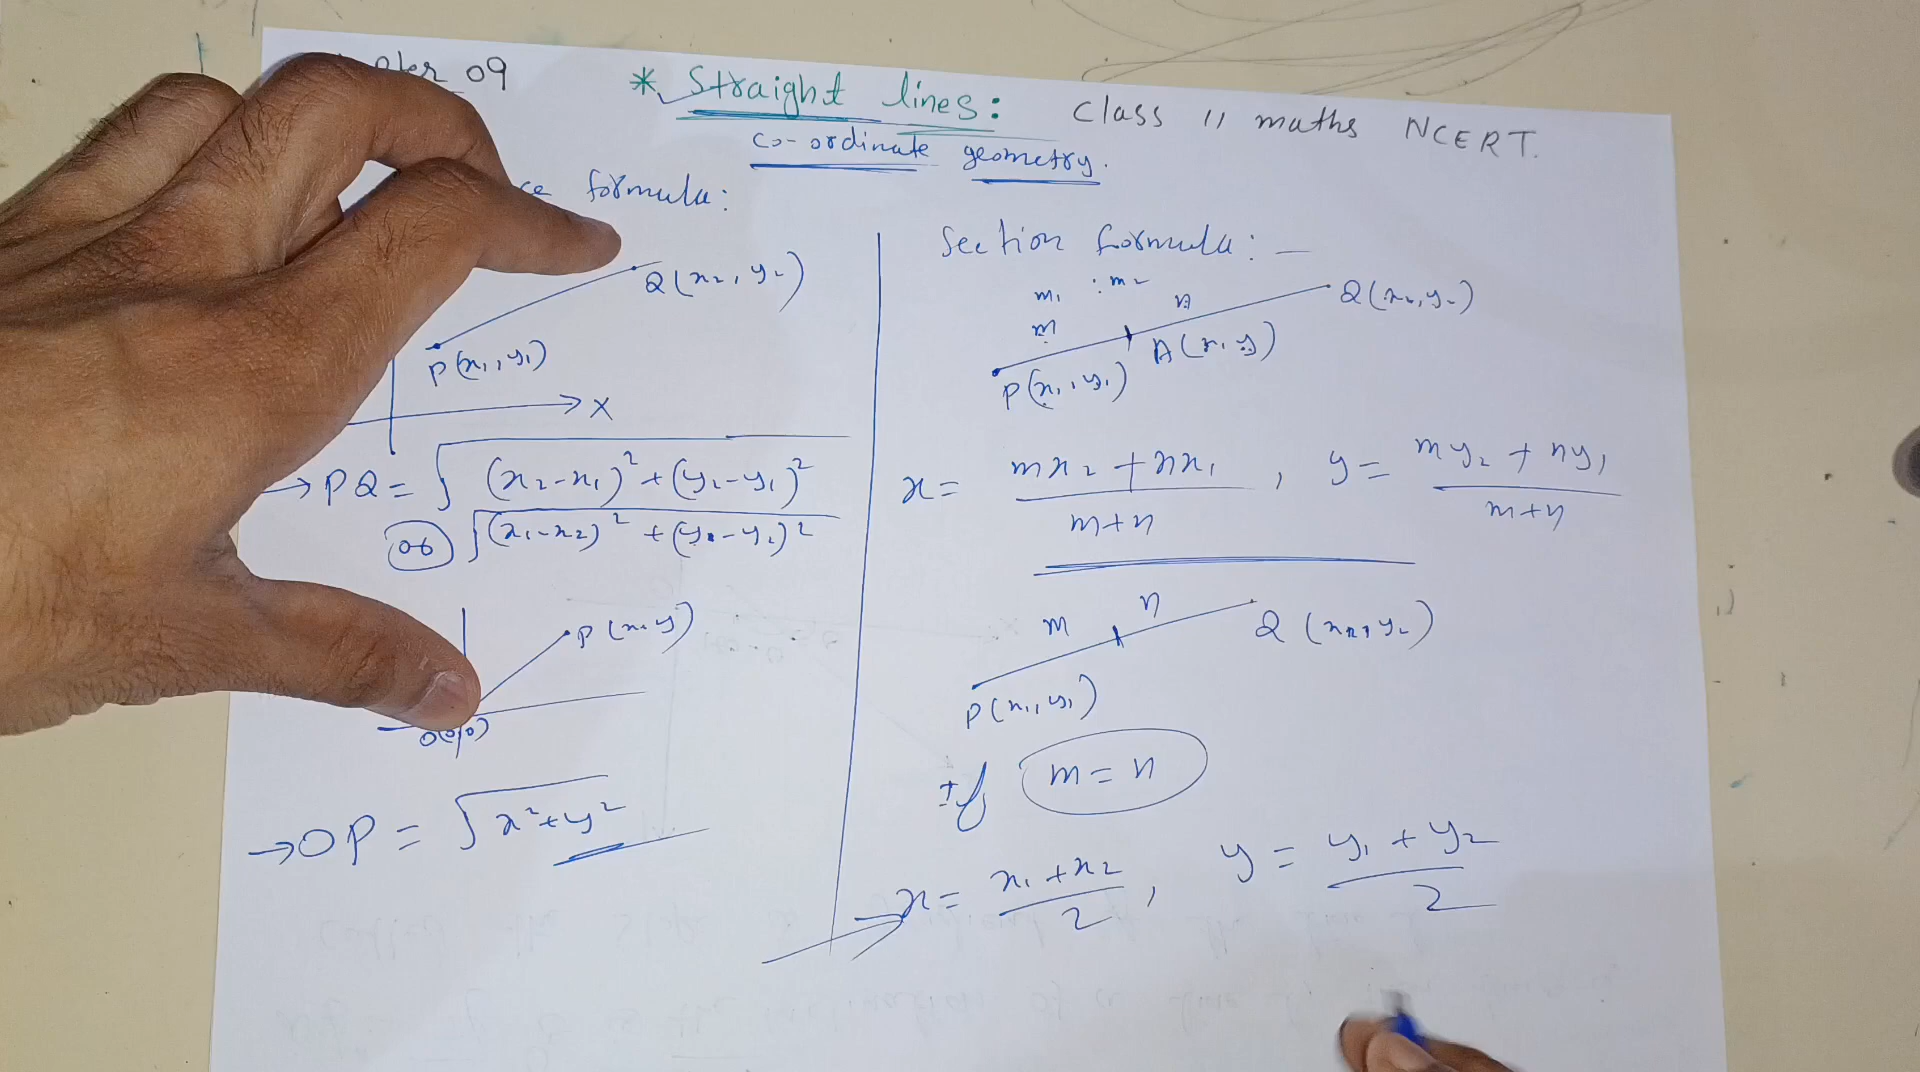 09
* Straight lines: Class 11 maths NCERT.
co-ordinate geometry.
formula:
Q(x₂, y₂)
P(x₁, y₁)
X
→ PQ = √(x₂-x₁)² + (y₂-y₁)²
or √(x₁-x₂)² + (y₁-y₂)²
P(x, y)
O(0,0)
→ OP = √x²+y²
Section formula: —
m₁ : m₂
m n
Q(x₂, y₂)
A(x, y)
P(x₁, y₁)
x = mx₂ + nx₁ / m+n , y = my₂ + ny₁ / m+n
m n
Q(x₂, y₂)
P(x₁, y₁)
if m = n
→ x = x₁ + x₂ / 2 , y = y₁ + y₂ / 2